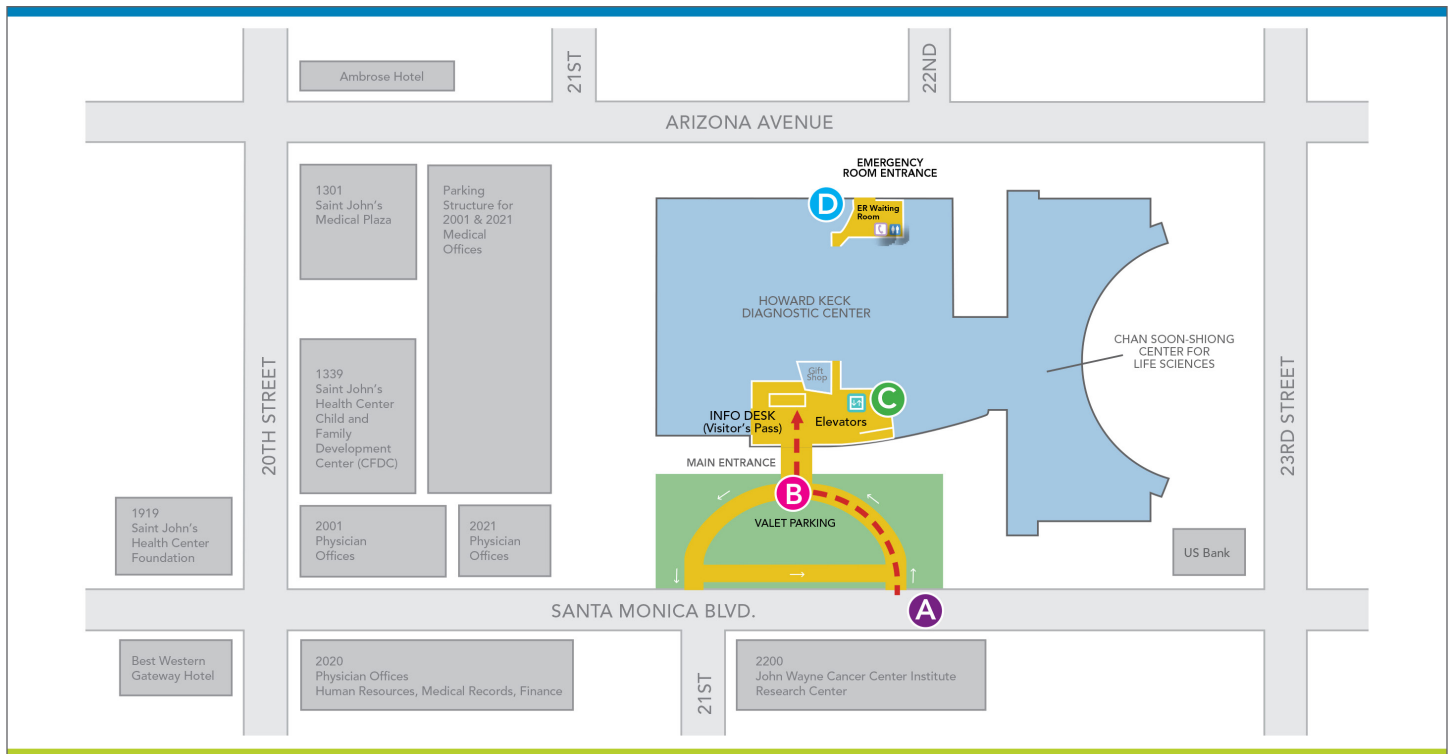 21ST
22ND
Ambrose Hotel
ARIZONA AVENUE
EMERGENCY
ROOM ENTRANCE
1301
Saint John's
Medical Plaza
Parking
Structure for
2001 & 2021
Medical
Offices
D
ER Waiting
Room
HOWARD KECK
DIAGNOSTIC CENTER
CHAN SOON-SHIONG
CENTER FOR
LIFE SCIENCES
20TH STREET
23RD STREET
1339
Saint John's
Health Center
Child and
Family
Development
Center (CFDC)
Gift
Shop
C
INFO DESK
(Visitor's Pass)
Elevators
MAIN ENTRANCE
B
VALET PARKING
1919
Saint John's
Health Center
Foundation
2001
Physician
Offices
2021
Physician
Offices
US Bank
SANTA MONICA BLVD.
A
Best Western
Gateway Hotel
2020
Physician Offices
Human Resources, Medical Records, Finance
21ST
2200
John Wayne Cancer Center Institute
Research Center